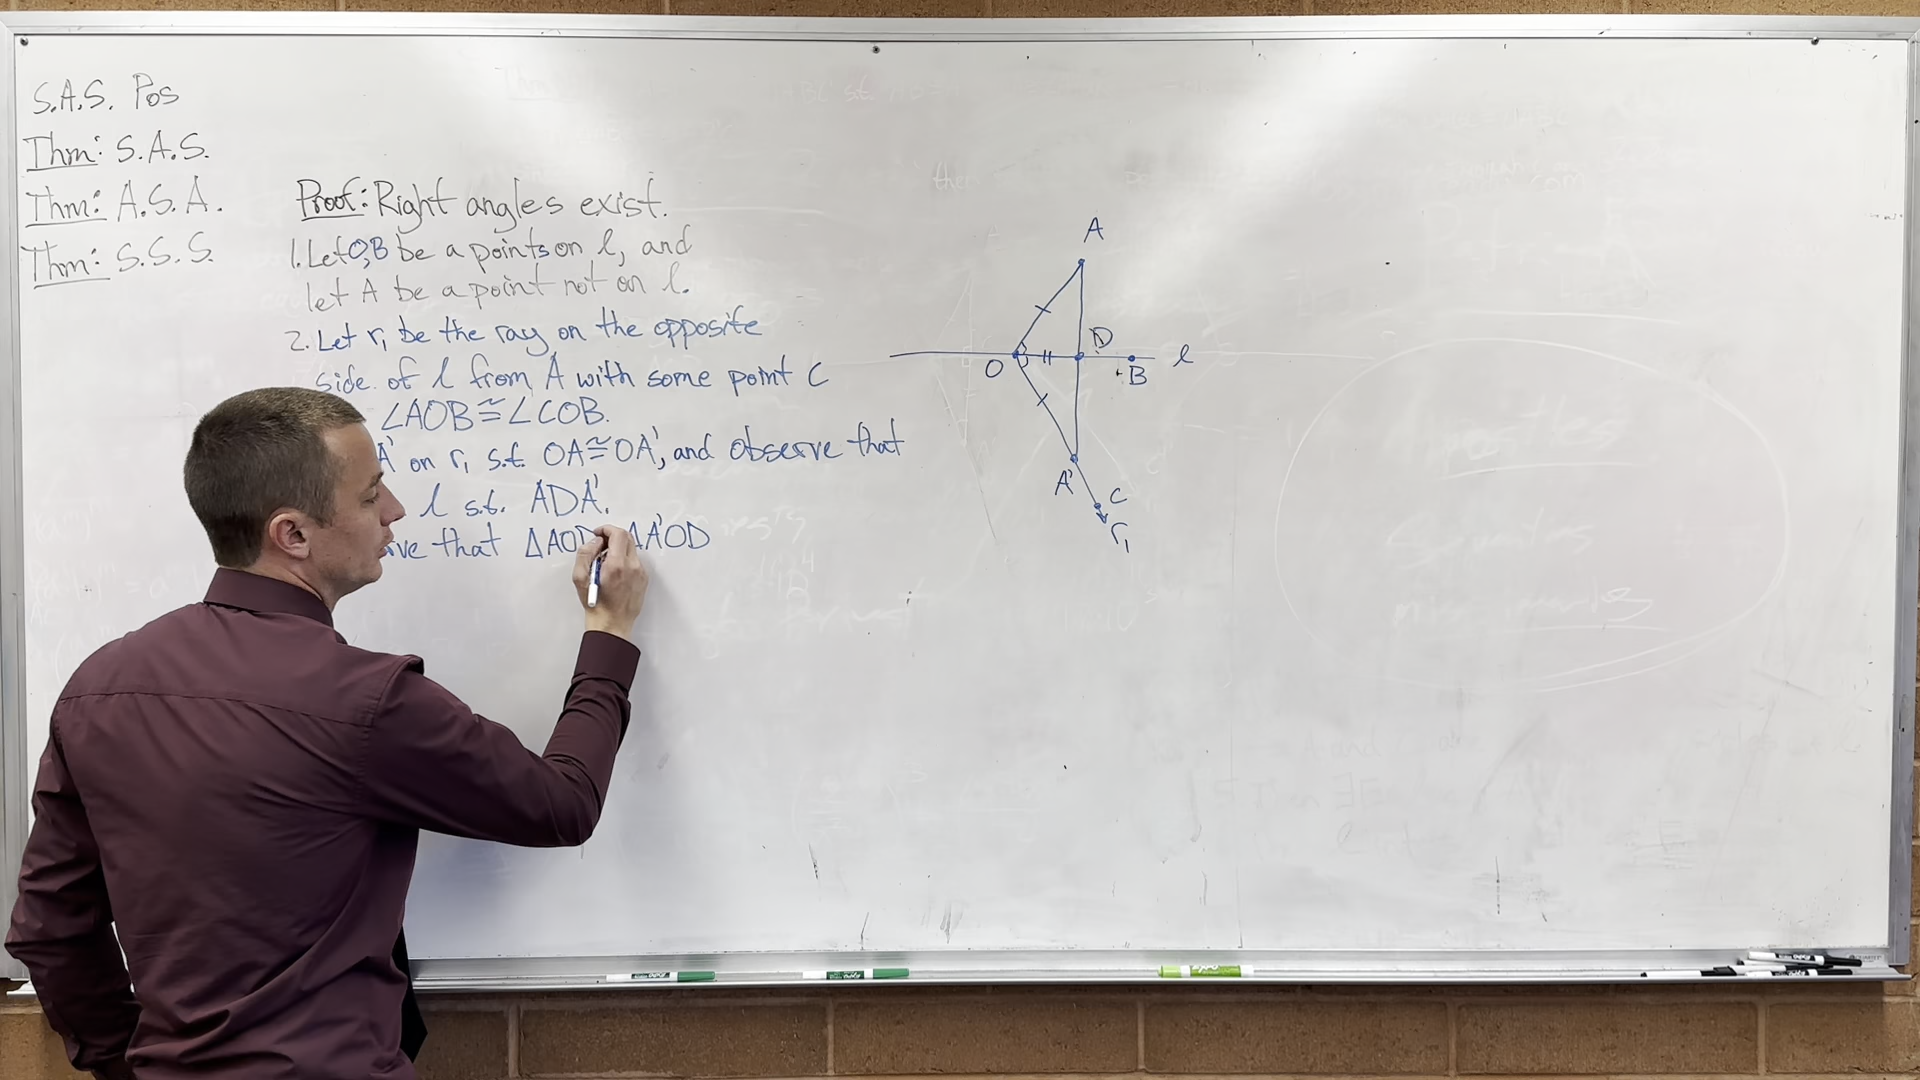 S.A.S. Pos
Thm: S.A.S.
Thm: A.S.A.
Thm: S.S.S.
Proof: Right angles exist.
1. Let O,B be a points on l, and
let A be a point not on l.
2. Let r₁ be the ray on the opposite
side of l from A with some point C
∠AOB ≅ ∠COB.
A' on r₁ s.t. OA≅OA', and observe that
l s.t. ADA'.
that ΔAOD ΔA'OD
A
D
O
B
l
A'
C
r₁